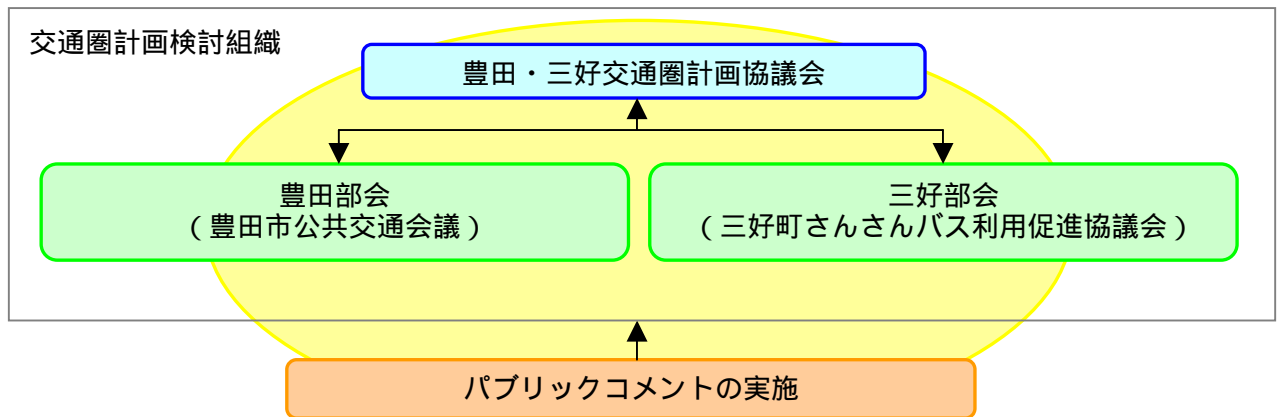 交通圏計画検討組織
豊田・三好交通圏計画協議会
豊田部会
（豊田市公共交通会議）
三好部会
（三好町さんさんバス利用促進協議会）
パブリックコメントの実施